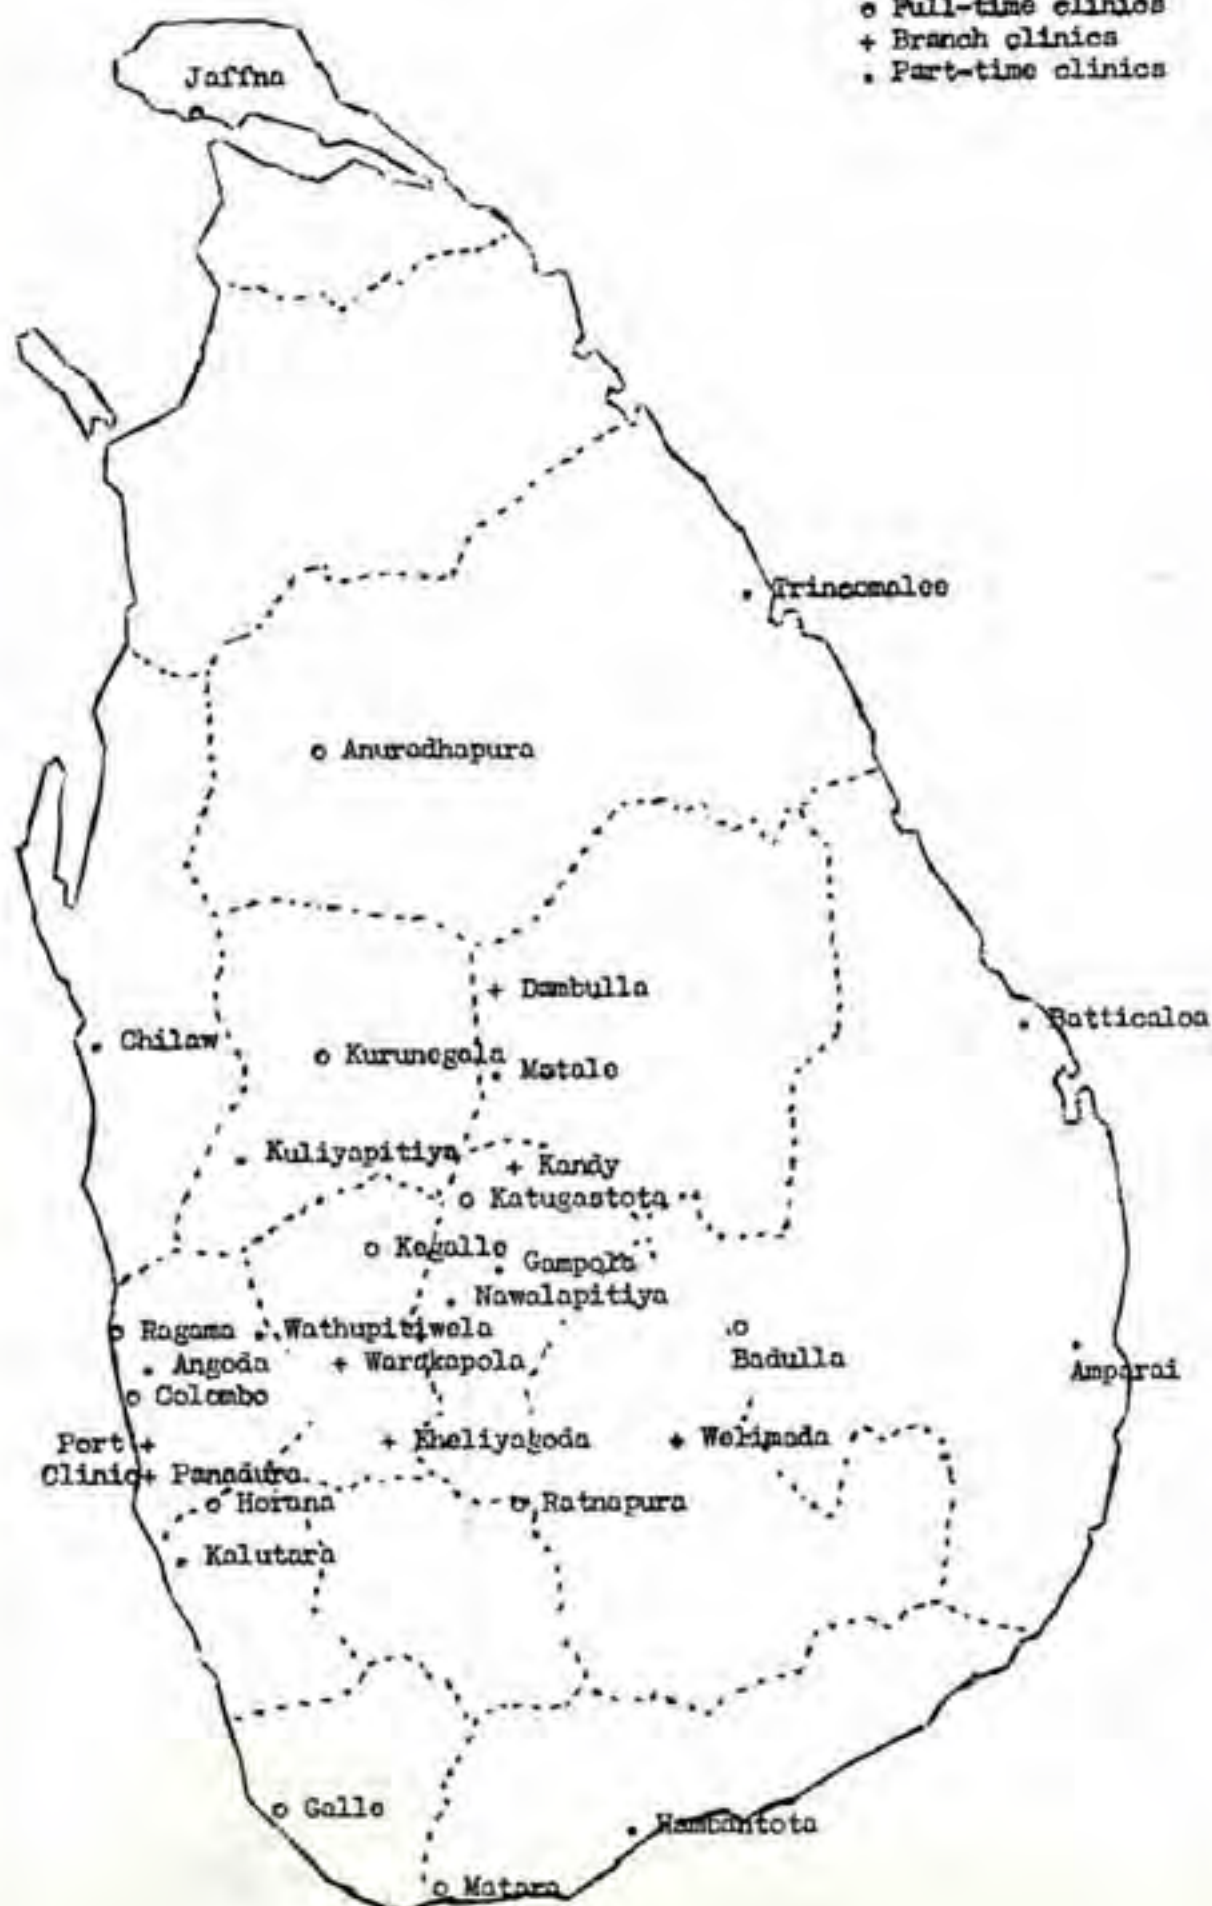 o Full-time clinics
+ Branch clinics
. Part-time clinics
Jaffna
Trincomalee
o Anuradhapura
+ Dambulla
Batticaloa
. Chilaw
o Kurunegala
. Matale
. Kuliyapitiya
+ Kandy
o Katugastota
o Kegalle
. Gampola
. Nawalapitiya
o Ragama
. Wathupitiwela
. Angoda
+ Warakapola
Badulla
Amparai
o Colombo
Port +
+ Eheliyagoda
+ Welimada
Clinic
+ Panadura
o Horana
o Ratnapura
. Kalutara
o Galle
. Hambantota
o Matara